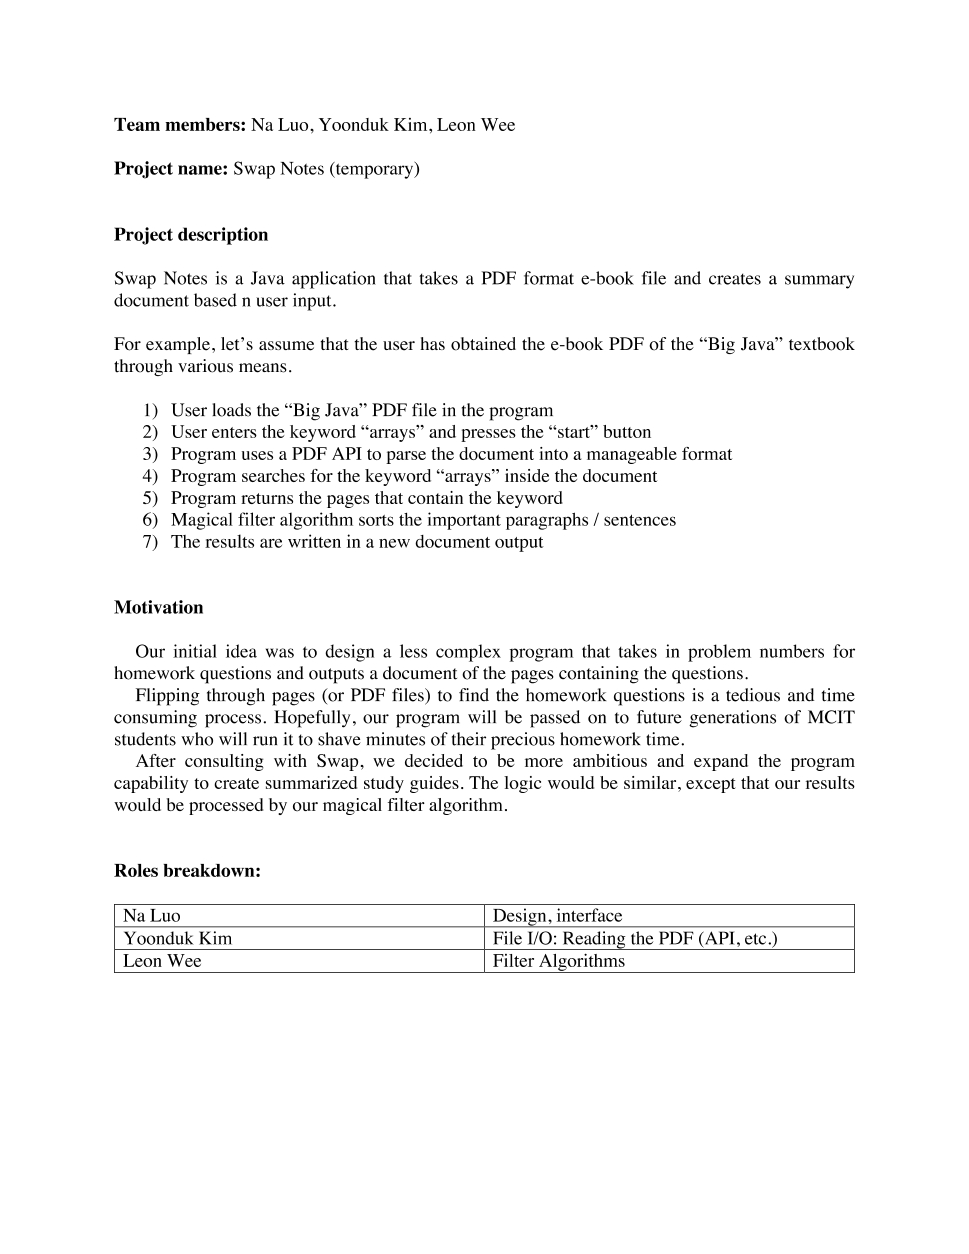 Team members: Na Luo, Yoonduk Kim, Leon Wee
Project name: Swap Notes (temporary)
Project description
Swap Notes is a Java application that takes a PDF format e-book file and creates a summary
document based n user input.
For example, let’s assume that the user has obtained the e-book PDF of the “Big Java” textbook
through various means.
1) User loads the “Big Java” PDF file in the program
2) User enters the keyword “arrays” and presses the “start” button
3) Program uses a PDF API to parse the document into a manageable format
4) Program searches for the keyword “arrays” inside the document
5) Program returns the pages that contain the keyword
6) Magical filter algorithm sorts the important paragraphs / sentences
7) The results are written in a new document output
Motivation
Our initial idea was to design a less complex program that takes in problem numbers for
homework questions and outputs a document of the pages containing the questions.
Flipping through pages (or PDF files) to find the homework questions is a tedious and time
consuming process. Hopefully, our program will be passed on to future generations of MCIT
students who will run it to shave minutes of their precious homework time.
After consulting with Swap, we decided to be more ambitious and expand the program
capability to create summarized study guides. The logic would be similar, except that our results
would be processed by our magical filter algorithm.
Roles breakdown:
Na Luo Design, interface
Yoonduk Kim File I/O: Reading the PDF (API, etc.)
Leon Wee Filter Algorithms